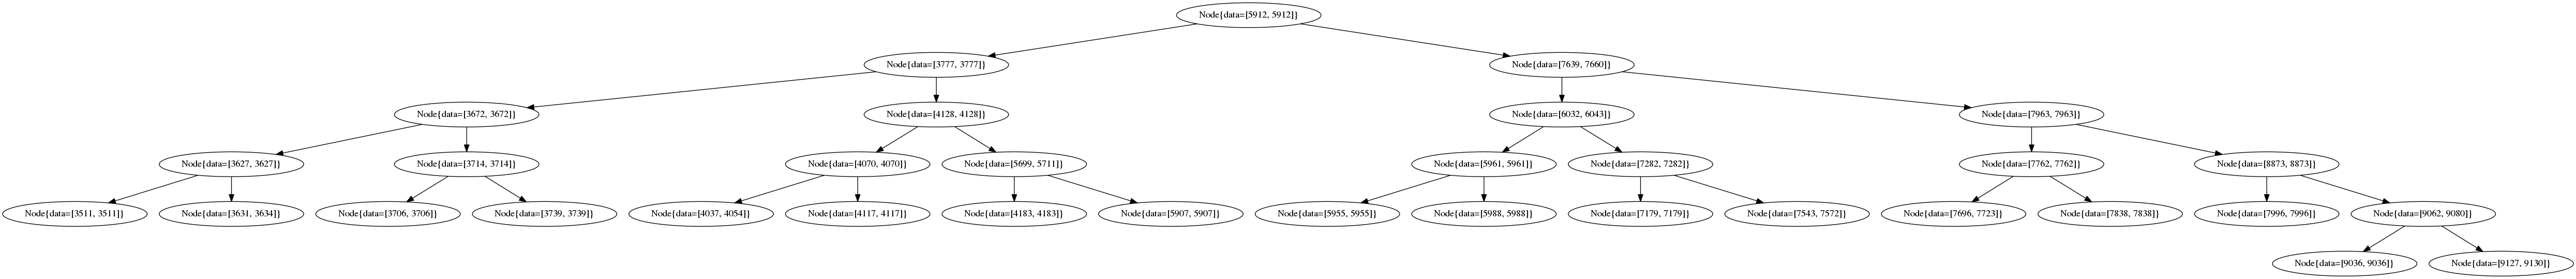 Node{data=[5912, 5912]}
Node{data=[3777, 3777]}
Node{data=[7639, 7660]}
Node{data=[3672, 3672]}
Node{data=[4128, 4128]}
Node{data=[6032, 6043]}
Node{data=[7963, 7963]}
Node{data=[3627, 3627]}
Node{data=[3714, 3714]}
Node{data=[4070, 4070]}
Node{data=[5699, 5711]}
Node{data=[5961, 5961]}
Node{data=[7282, 7282]}
Node{data=[7762, 7762]}
Node{data=[8873, 8873]}
Node{data=[3511, 3511]}
Node{data=[3631, 3634]}
Node{data=[3706, 3706]}
Node{data=[3739, 3739]}
Node{data=[4037, 4054]}
Node{data=[4117, 4117]}
Node{data=[4183, 4183]}
Node{data=[5907, 5907]}
Node{data=[5955, 5955]}
Node{data=[5988, 5988]}
Node{data=[7179, 7179]}
Node{data=[7543, 7572]}
Node{data=[7696, 7723]}
Node{data=[7838, 7838]}
Node{data=[7996, 7996]}
Node{data=[9062, 9080]}
Node{data=[9036, 9036]}
Node{data=[9127, 9130]}